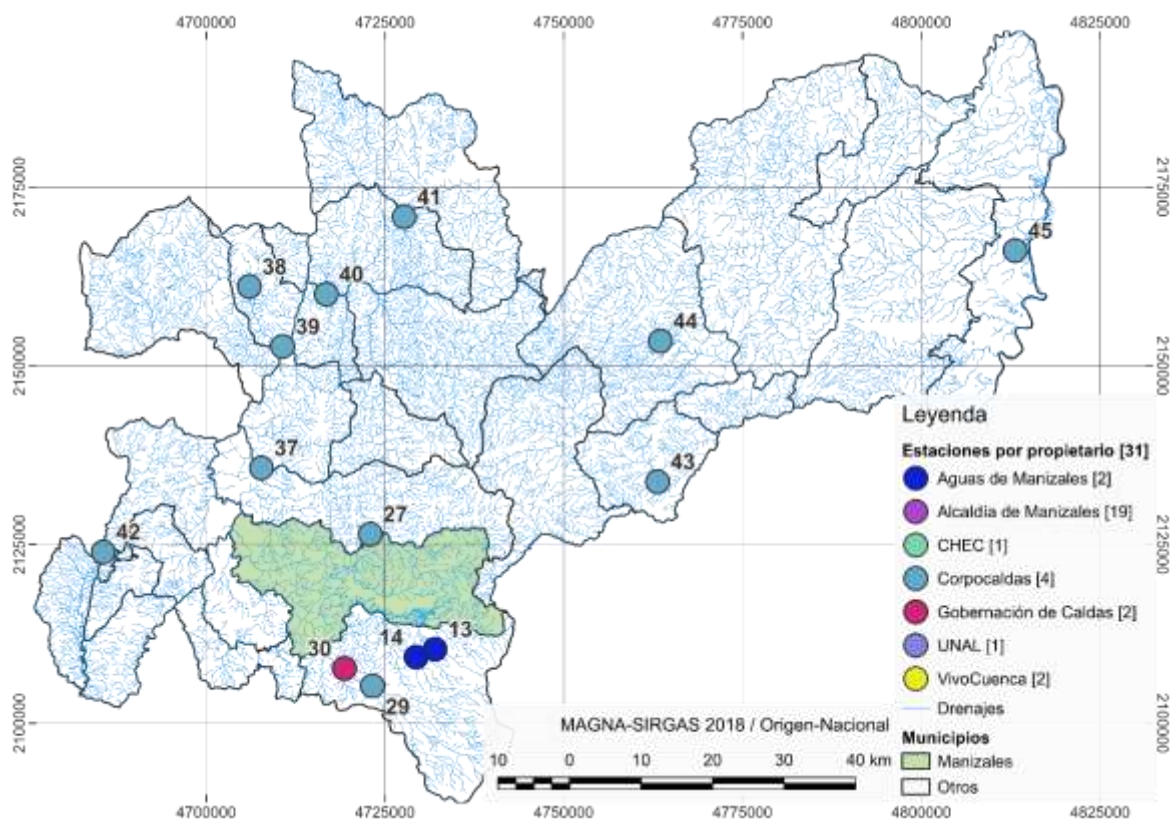 4700000 4725000 4750000 4775000 4800000 4825000
2175000 2175000
41
45
38
40
39
44
2150000 2150000
37
43
27
42
2125000 2125000
14 13
30
29
2100000 2100000
Leyenda
Estaciones por propietario [31]
Aguas de Manizales [2]
Alcaldía de Manizales [19]
CHEC [1]
Corpocaldas [4]
Gobernación de Caldas [2]
UNAL [1]
VivoCuenca [2]
Drenajes
Municipios
Manizales
Otros
MAGNA-SIRGAS 2018 / Origen-Nacional
10 0 10 20 30 40 km
4700000 4725000 4750000 4775000 4800000 4825000